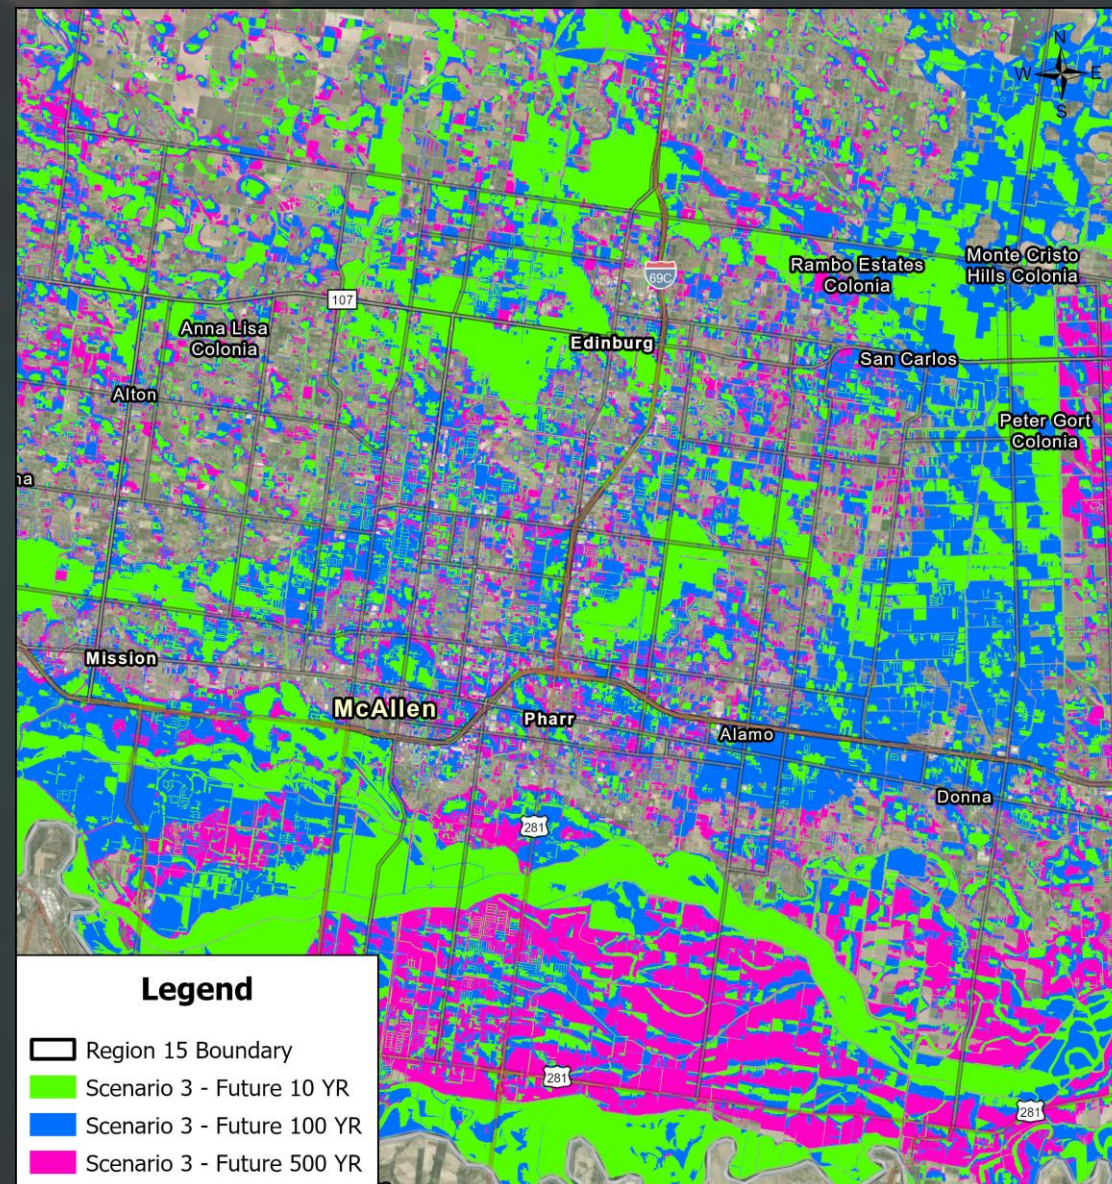 N
W E
S
69C
107
Rambo Estates
Colonia
Monte Cristo
Hills Colonia
Anna Lisa
Colonia
Edinburg
San Carlos
Alton
Peter Gort
Colonia
na
Mission
McAllen
Pharr
Alamo
Donna
281
281
281
Legend
Region 15 Boundary
Scenario 3 - Future 10 YR
Scenario 3 - Future 100 YR
Scenario 3 - Future 500 YR